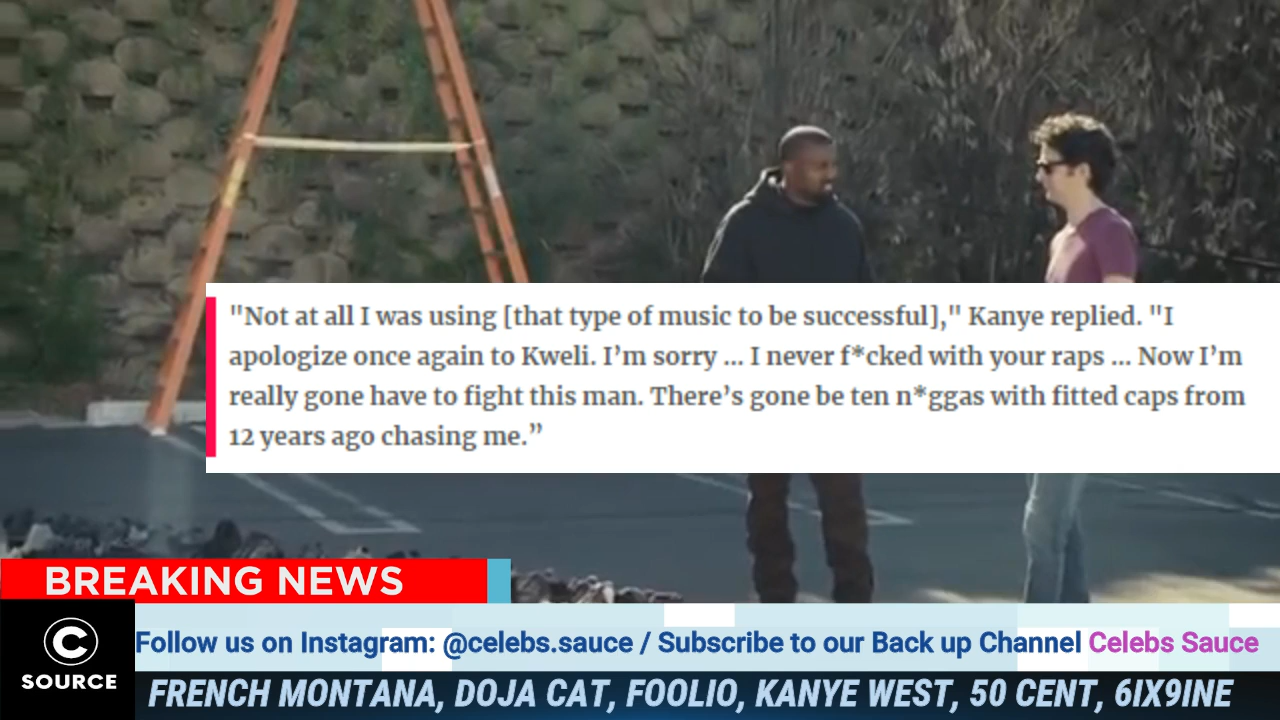 "Not at all I was using [that type of music to be successful]," Kanye replied. "I
apologize once again to Kweli. I’m sorry ... I never f*cked with your raps ... Now I’m
really gone have to fight this man. There’s gone be ten n*ggas with fitted caps from
12 years ago chasing me.”
BREAKING NEWS
C
SOURCE
Follow us on Instagram: @celebs.sauce / Subscribe to our Back up Channel Celebs Sauce
FRENCH MONTANA, DOJA CAT, FOOLIO, KANYE WEST, 50 CENT, 6IX9INE